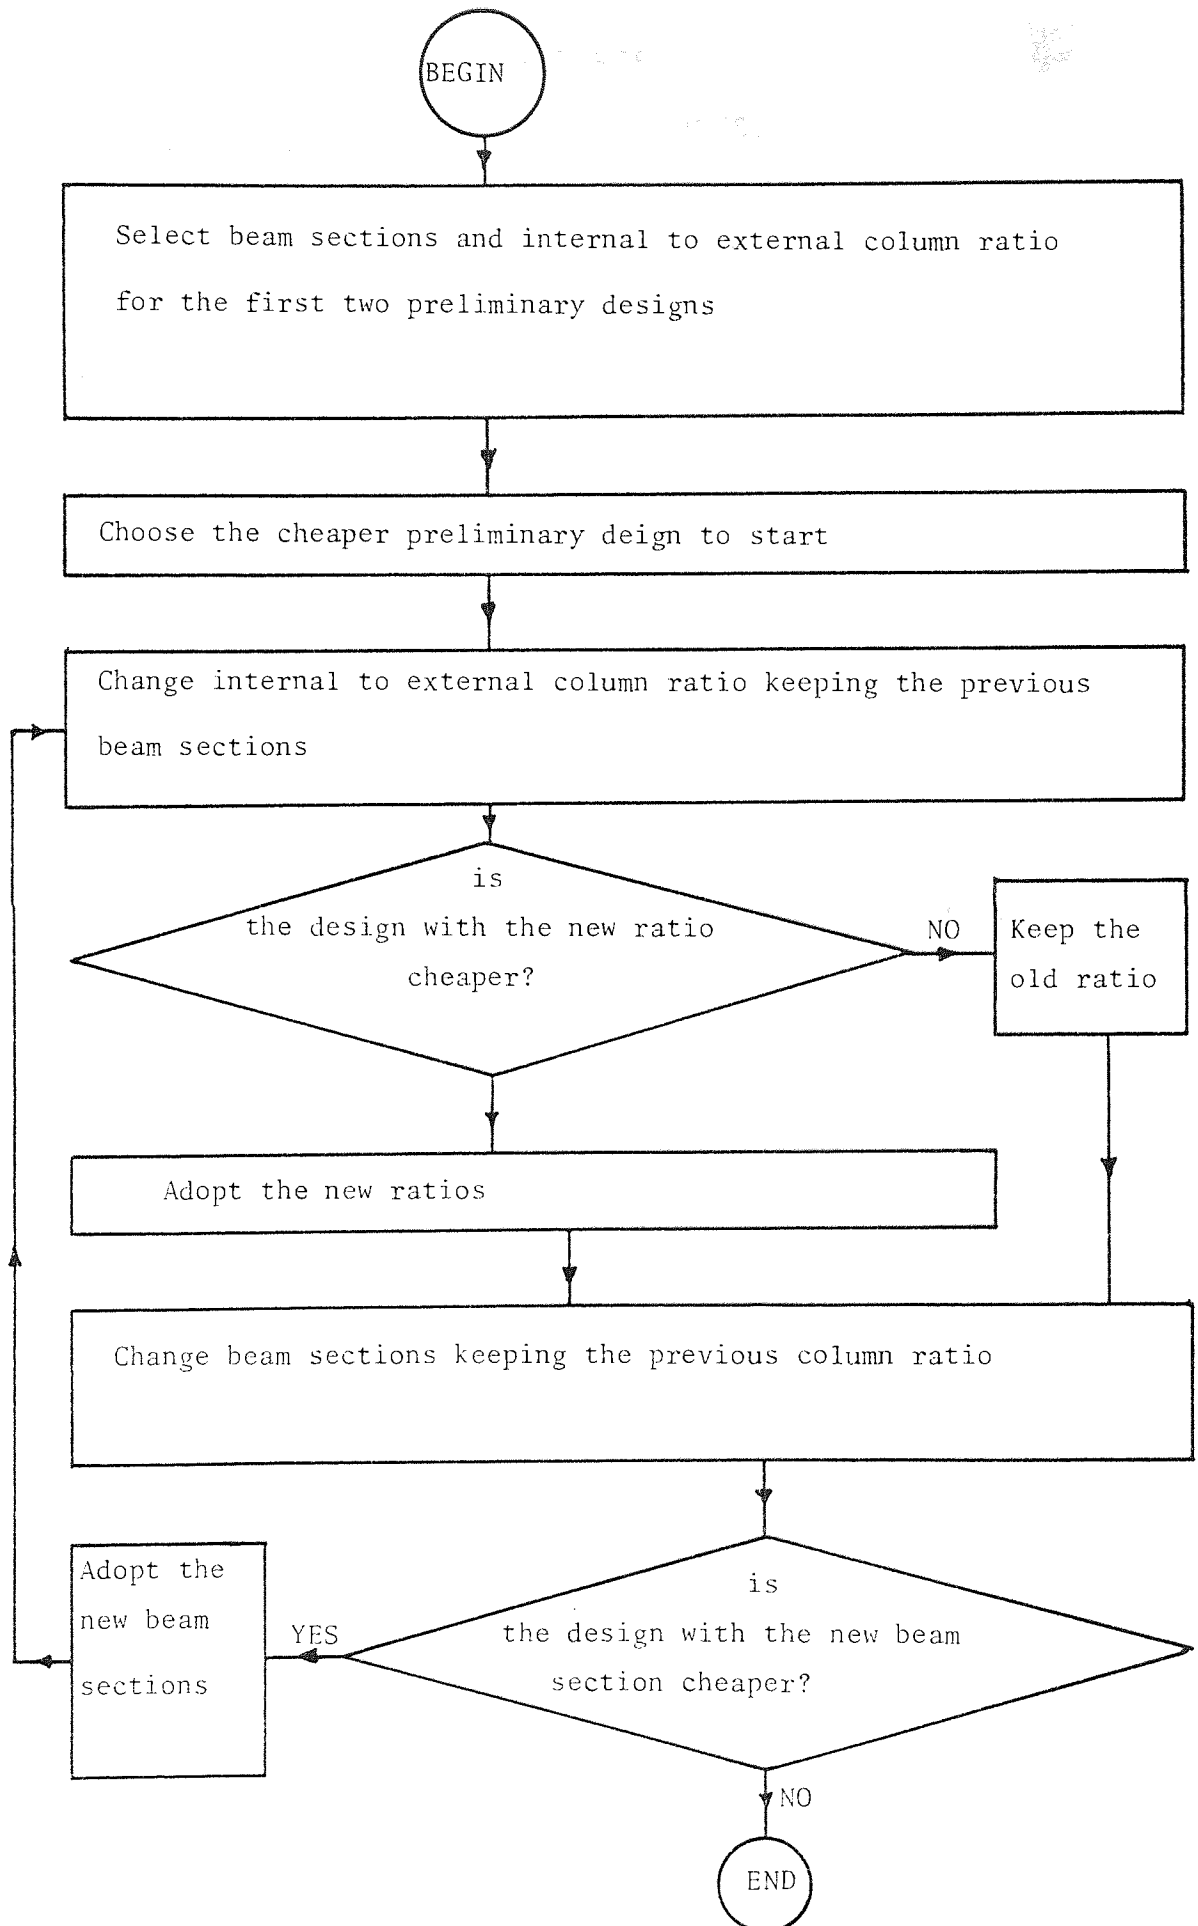 BEGIN
Select beam sections and internal to external column ratio
for the first two preliminary designs
Choose the cheaper preliminary deign to start
Change internal to external column ratio keeping the previous
beam sections
is
the design with the new ratio
cheaper?
NO
Keep the
old ratio
Adopt the new ratios
Change beam sections keeping the previous column ratio
is
the design with the new beam
section cheaper?
YES
Adopt the
new beam
sections
NO
END